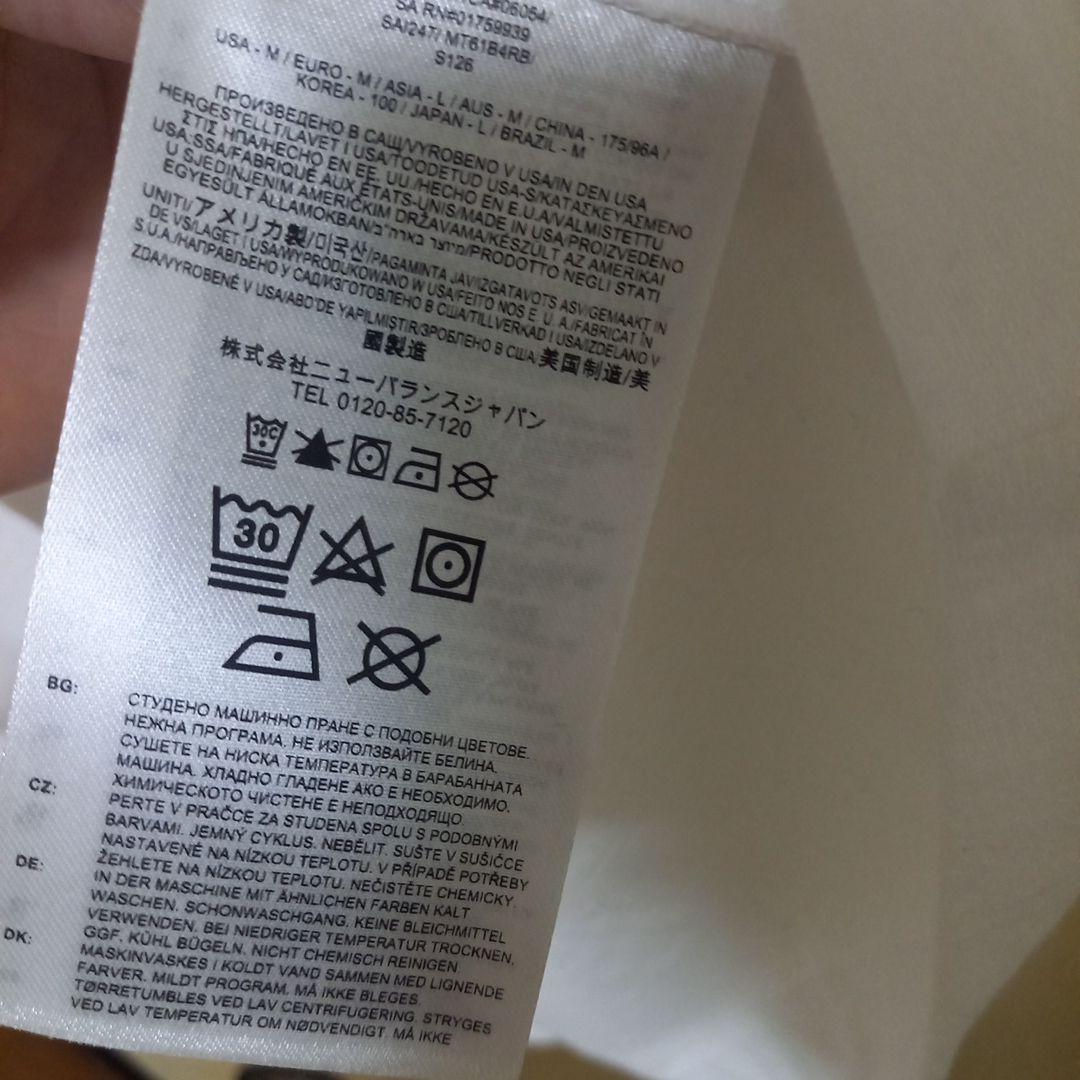 CA#06054/
SA RN#01759939
SAI247/ MT61B4RB/
S126
USA - M / EURO - M / ASIA - L / AUS - M / CHINA - 175/96A /
KOREA - 100 / JAPAN - L / BRAZIL - M
ПРОИЗВЕДЕНО В САЩ/VYROBENO V USA/IN DEN USA
HERGESTELLT/LAVET I USA/TOODETUD USA-S/ΚΑΤΑΣΚΕΥΑΣΜΕΝΟ
ΣΤΙΣ ΗΠΑ/HECHO EN EE. UU./HECHO EN E.U.A/VALMISTETTU
USA:SSA/FABRIQUÉ AUX ÉTATS-UNIS/MADE IN USA/PROIZVEDENO
U SJEDINJENIM AMERIČKIM DRŽAVAMA/KÉSZÜLT AZ AMERIKAI
EGYESÜLT ÁLLAMOKBAN/מיוצר בארה"ב/PRODOTTO NEGLI STATI
UNITI/アメリカ製/미국산/PAGAMINTA JAV/IZGATAVOTS ASV/GEMAAKT IN
DE VS/LAGET I USA/WYPRODUKOWANO W USA/FEITO NOS E. U. A./FABRICAT ÎN
S.U.A./НАПРАВЉЕНО У САД/ИЗГОТОВЛЕНО В США/TILLVERKAD I USA/IZDELANO V
ZDA/VYROBENÉ V USA/ABD'DE YAPILMIŞTIR/ЗРОБЛЕНО В США/美国制造/美
國製造
株式会社ニューバランスジャパン
TEL 0120-85-7120
30C
30
BG: СТУДЕНО МАШИННО ПРАНЕ С ПОДОБНИ ЦВЕТОВЕ.
НЕЖНА ПРОГРАМА. НЕ ИЗПОЛЗВАЙТЕ БЕЛИНА.
СУШЕТЕ НА НИСКА ТЕМПЕРАТУРА В БАРАБАННАТА
МАШИНА. ХЛАДНО ГЛАДЕНЕ АКО Е НЕОБХОДИМО.
ХИМИЧЕСКОТО ЧИСТЕНЕ Е НЕПОДХОДЯЩО.
CZ: PERTE V PRAČCE ZA STUDENA SPOLU S PODOBNÝMI
BARVAMI. JEMNÝ CYKLUS. NEBĚLIT. SUŠTE V SUŠIČCE
NASTAVENÉ NA NÍZKOU TEPLOTU. V PŘÍPADĚ POTŘEBY
ŽEHLETE NA NÍZKOU TEPLOTU. NEČISTĚTE CHEMICKY.
DE: IN DER MASCHINE MIT ÄHNLICHEN FARBEN KALT
WASCHEN. SCHONWASCHGANG. KEINE BLEICHMITTEL
VERWENDEN. BEI NIEDRIGER TEMPERATUR TROCKNEN.
GGF. KÜHL BÜGELN. NICHT CHEMISCH REINIGEN.
DK: MASKINVASKES I KOLDT VAND SAMMEN MED LIGNENDE
FARVER. MILDT PROGRAM. MÅ IKKE BLEGES.
TØRRETUMBLES VED LAV CENTRIFUGERING. STRYGES
VED LAV TEMPERATUR OM NØDVENDIGT. MÅ IKKE